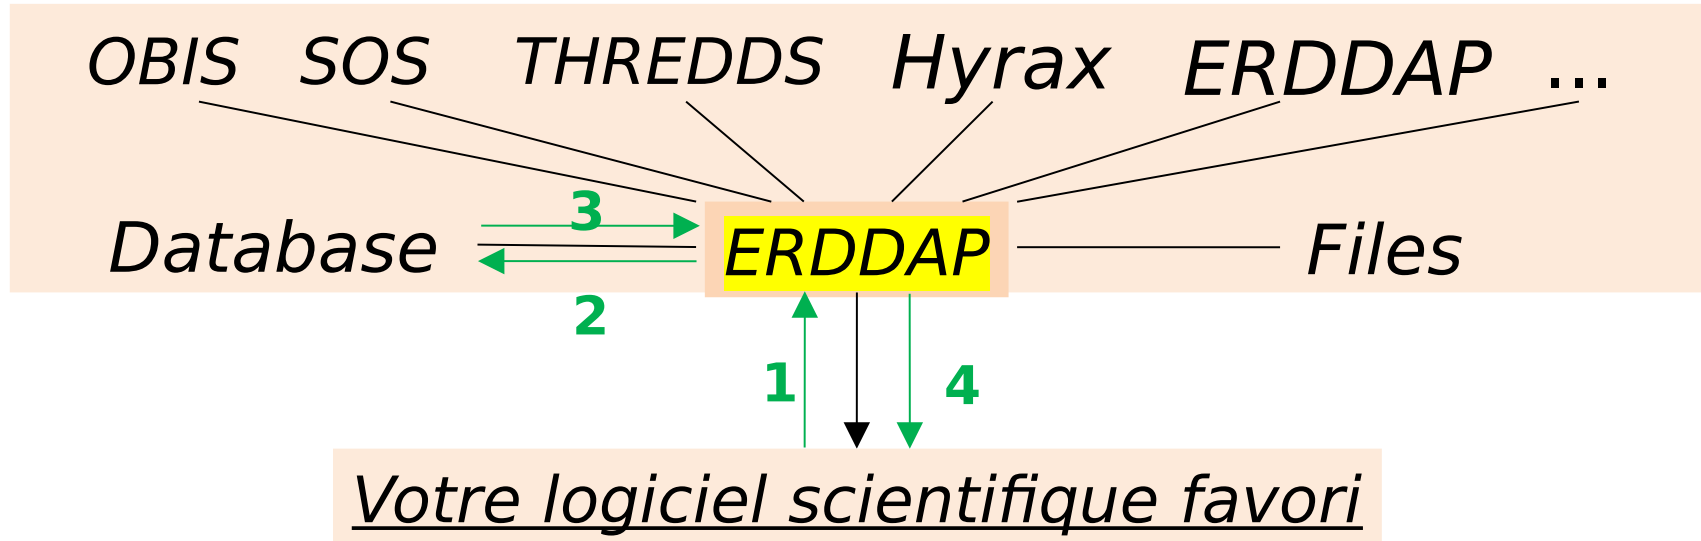 OBIS SOS THREDDS Hyrax ERDDAP ...
3
Database ERDDAP Files
2
1 4
Votre logiciel scientifique favori